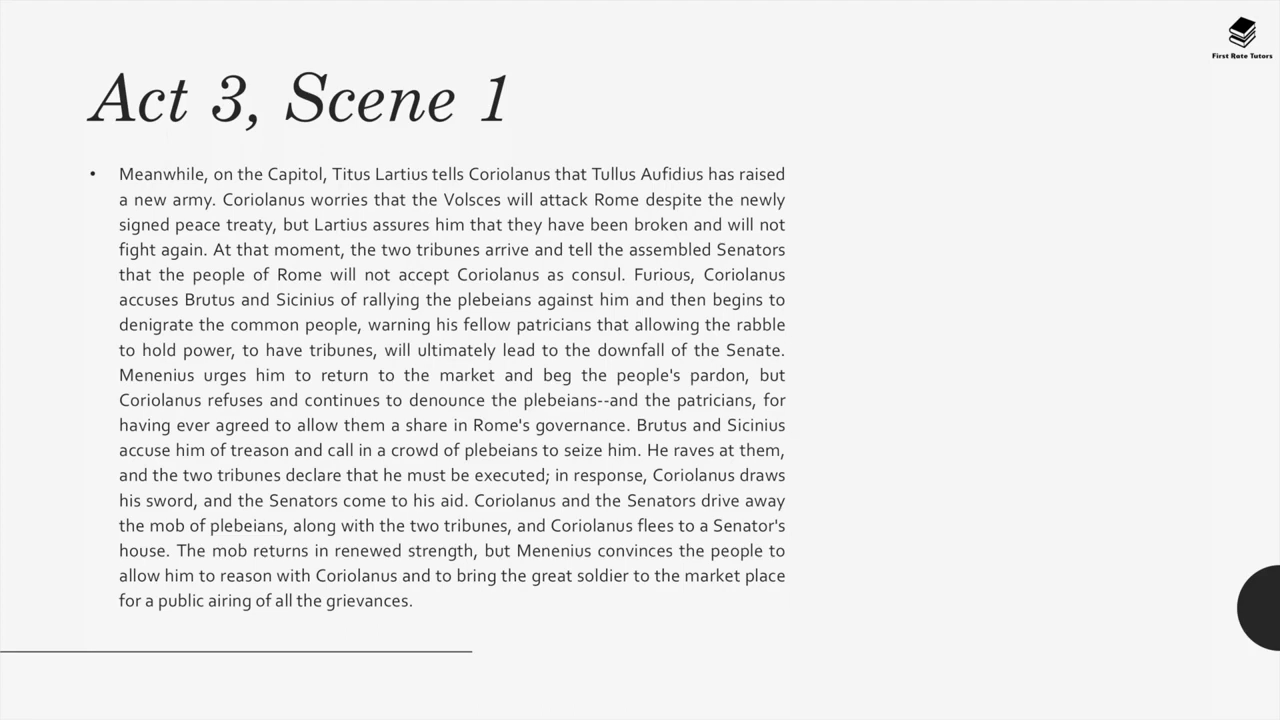 First Rate Tutors
Act 3, Scene 1
• Meanwhile, on the Capitol, Titus Lartius tells Coriolanus that Tullus Aufidius has raised
a new army. Coriolanus worries that the Volsces will attack Rome despite the newly
signed peace treaty, but Lartius assures him that they have been broken and will not
fight again. At that moment, the two tribunes arrive and tell the assembled Senators
that the people of Rome will not accept Coriolanus as consul. Furious, Coriolanus
accuses Brutus and Sicinius of rallying the plebeians against him and then begins to
denigrate the common people, warning his fellow patricians that allowing the rabble
to hold power, to have tribunes, will ultimately lead to the downfall of the Senate.
Menenius urges him to return to the market and beg the people's pardon, but
Coriolanus refuses and continues to denounce the plebeians--and the patricians, for
having ever agreed to allow them a share in Rome's governance. Brutus and Sicinius
accuse him of treason and call in a crowd of plebeians to seize him. He raves at them,
and the two tribunes declare that he must be executed; in response, Coriolanus draws
his sword, and the Senators come to his aid. Coriolanus and the Senators drive away
the mob of plebeians, along with the two tribunes, and Coriolanus flees to a Senator's
house. The mob returns in renewed strength, but Menenius convinces the people to
allow him to reason with Coriolanus and to bring the great soldier to the market place
for a public airing of all the grievances.